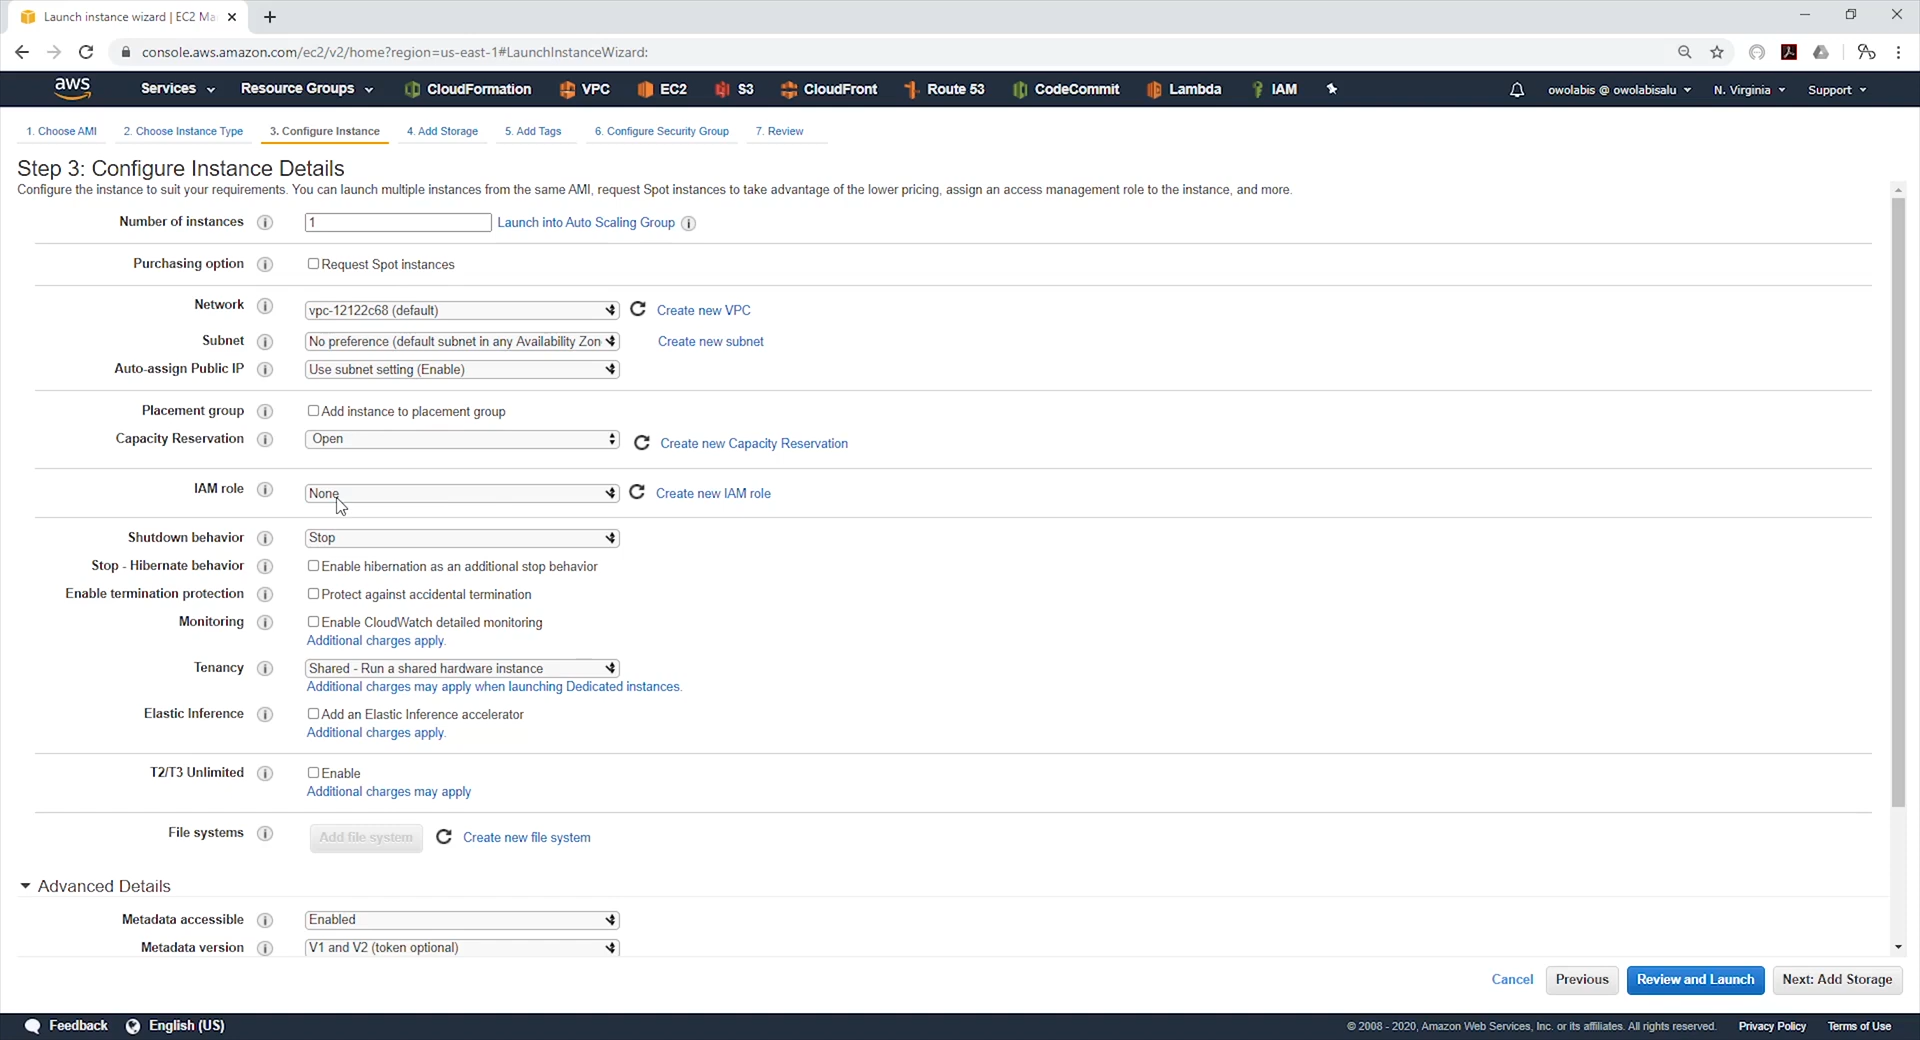 Launch instance wizard | EC2 Ma
console.aws.amazon.com/ec2/v2/home?region=us-east-1#LaunchInstanceWizard:
aws Services Resource Groups CloudFormation VPC EC2 S3 CloudFront Route 53 CodeCommit Lambda IAM owolabis @ owolabisalu N. Virginia Support
1. Choose AMI 2. Choose Instance Type 3. Configure Instance 4. Add Storage 5. Add Tags 6. Configure Security Group 7. Review
Step 3: Configure Instance Details
Configure the instance to suit your requirements. You can launch multiple instances from the same AMI, request Spot instances to take advantage of the lower pricing, assign an access management role to the instance, and more.
Number of instances 1 Launch into Auto Scaling Group
Purchasing option Request Spot instances
Network vpc-12122c68 (default) Create new VPC
Subnet No preference (default subnet in any Availability Zon Create new subnet
Auto-assign Public IP Use subnet setting (Enable)
Placement group Add instance to placement group
Capacity Reservation Open Create new Capacity Reservation
IAM role None Create new IAM role
Shutdown behavior Stop
Stop - Hibernate behavior Enable hibernation as an additional stop behavior
Enable termination protection Protect against accidental termination
Monitoring Enable CloudWatch detailed monitoring
Additional charges apply.
Tenancy Shared - Run a shared hardware instance
Additional charges may apply when launching Dedicated instances.
Elastic Inference Add an Elastic Inference accelerator
Additional charges apply.
T2/T3 Unlimited Enable
Additional charges may apply
File systems Add file system Create new file system
Advanced Details
Metadata accessible Enabled
Metadata version V1 and V2 (token optional)
Cancel Previous Review and Launch Next: Add Storage
Feedback English (US) © 2008 - 2020, Amazon Web Services, Inc. or its affiliates. All rights reserved. Privacy Policy Terms of Use